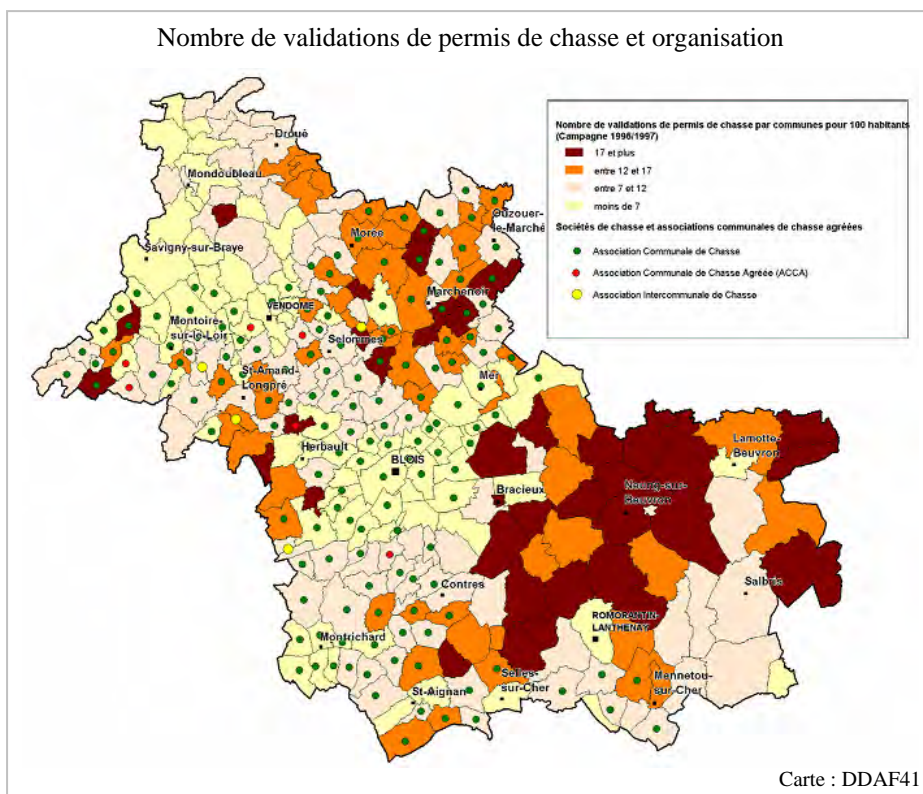 Nombre de validations de permis de chasse et organisation
Nombre de validations de permis de chasse par communes pour 100 habitants
(Campagne 1996/1997)
17 et plus
entre 12 et 17
entre 7 et 12
moins de 7
Sociétés de chasse et associations communales de chasse agréées
Association Communale de Chasse
Association Communale de Chasse Agréée (ACCA)
Association Intercommunale de Chasse
Droué
Mondoubleau
Ouzouer-
le-Marché
Morée
Savigny-sur-Braye
Marchenoir
VENDOME
Montoire-
sur-le-Loir
Selommes
St-Amand-
Longpré
Mer
Lamotte-
Beuvron
Herbault
BLOIS
Neung-sur-
Beuvron
Bracieux
Contres
Salbris
ROMORANTIN-
LANTHENAY
Montrichard
Selles-
sur-Cher
Mennetou-
sur-Cher
St-Aignan
Carte : DDAF41